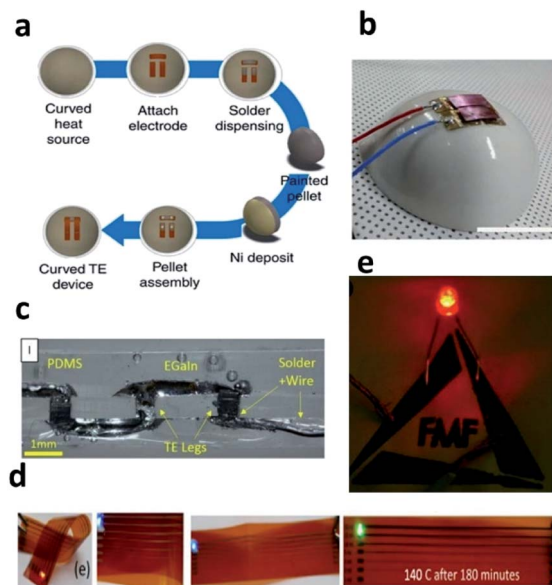 a
Curved
heat
source
Attach
electrode
Solder
dispensing
Painted
pellet
Ni deposit
Pellet
assembly
Curved TE
device
b
c
I
PDMS
EGaIn
Solder
+Wire
TE Legs
1mm
e
FMF
d
(e)
140 C after 180 minutes